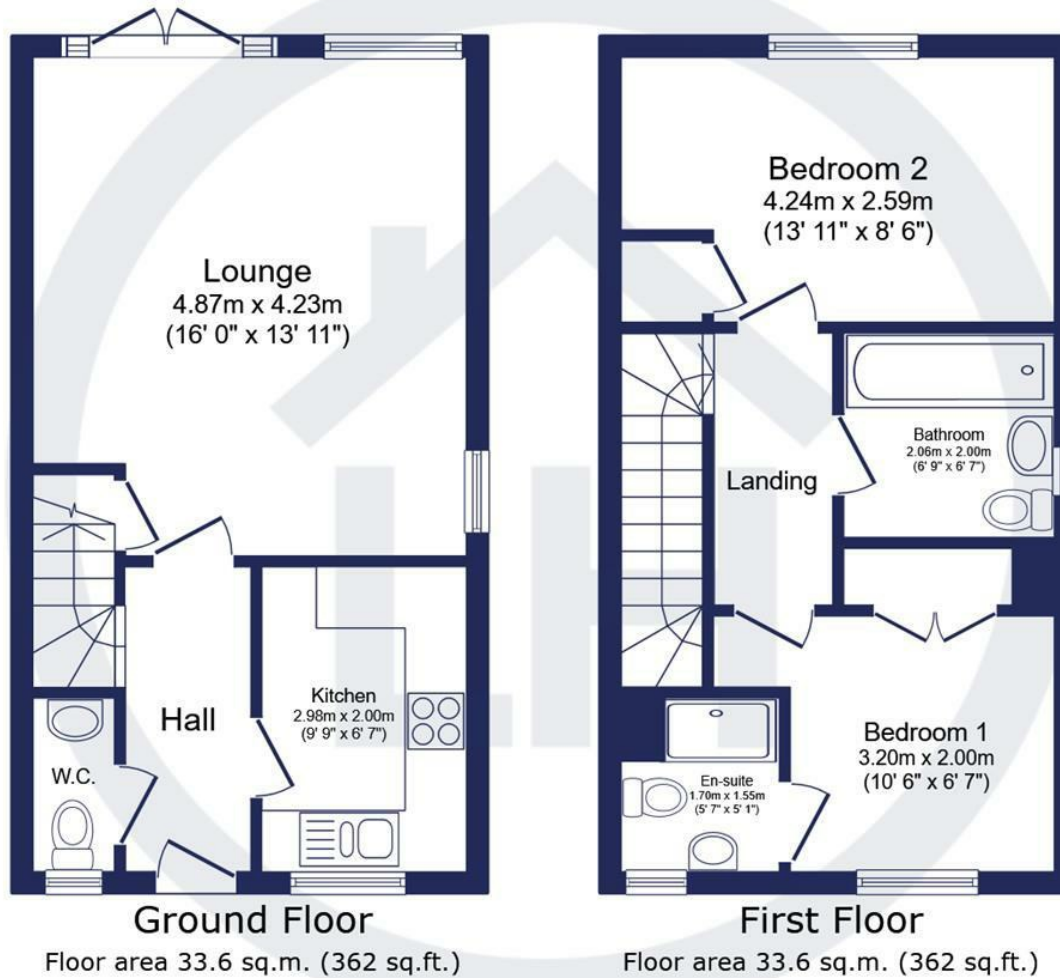 Lounge
4.87m x 4.23m
(16' 0" x 13' 11")
Kitchen
2.98m x 2.00m
(9' 9" x 6' 7")
Hall
W.C.
Ground Floor
Floor area 33.6 sq.m. (362 sq.ft.)
Bedroom 2
4.24m x 2.59m
(13' 11" x 8' 6")
Bathroom
2.06m x 2.00m
(6' 9" x 6' 7")
Landing
Bedroom 1
3.20m x 2.00m
(10' 6" x 6' 7")
En-suite
1.70m x 1.55m
(5' 7" x 5' 1")
First Floor
Floor area 33.6 sq.m. (362 sq.ft.)
LH